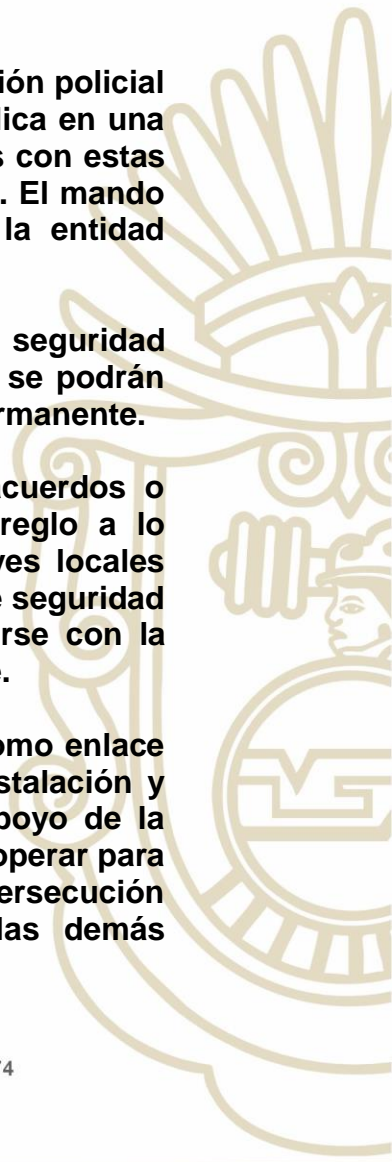 ión policial
lica en una
s con estas
. El mando
la entidad
seguridad
se podrán
rmanente.
acuerdos o
reglo a lo
yes locales
e seguridad
rse con la
e.
omo enlace
stalación y
poyo de la
operar para
ersecución
las demás
74